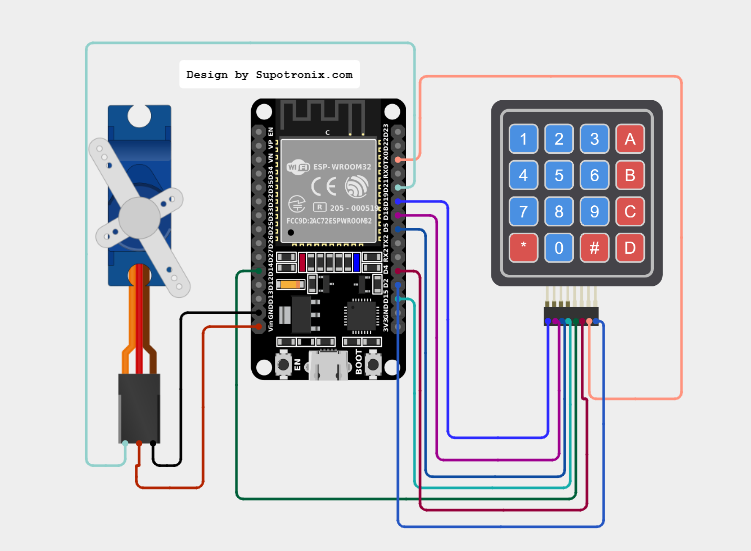 Design by Supotronix.com
EN
VP
VN
D34
D35
D32
D33
D25
D26
D27
D14
D12
D13
GND
Vin
C
Wi Fi
ESP-WROOM32
CE
R 205 - 000519
FCC9D:2AC72ESPWROOM32
D23
D22
TX0
RX0
D21
D19
D18
D5
TX2
RX2
D4
D2
D15
GND
3V3
EN
BOOT
1 2 3 A
4 5 6 B
7 8 9 C
* 0 # D